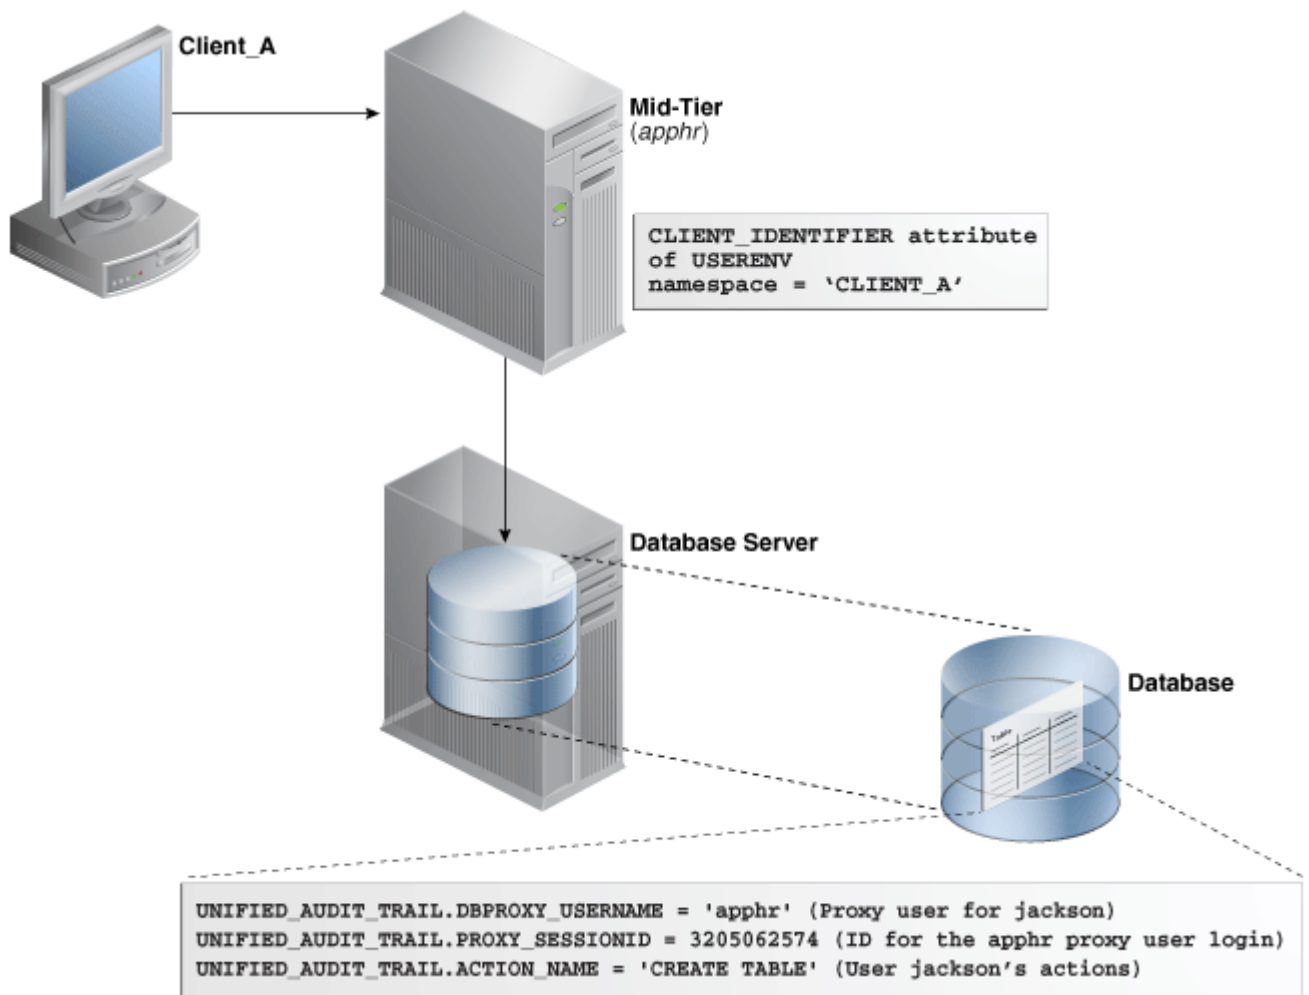 Client_A
Mid-Tier
(apphr)
CLIENT_IDENTIFIER attribute
of USERENV
namespace = ‘CLIENT_A’
Database Server
Database
Table
UNIFIED_AUDIT_TRAIL.DBPROXY_USERNAME = 'apphr' (Proxy user for jackson)
UNIFIED_AUDIT_TRAIL.PROXY_SESSIONID = 3205062574 (ID for the apphr proxy user login)
UNIFIED_AUDIT_TRAIL.ACTION_NAME = 'CREATE TABLE' (User jackson’s actions)